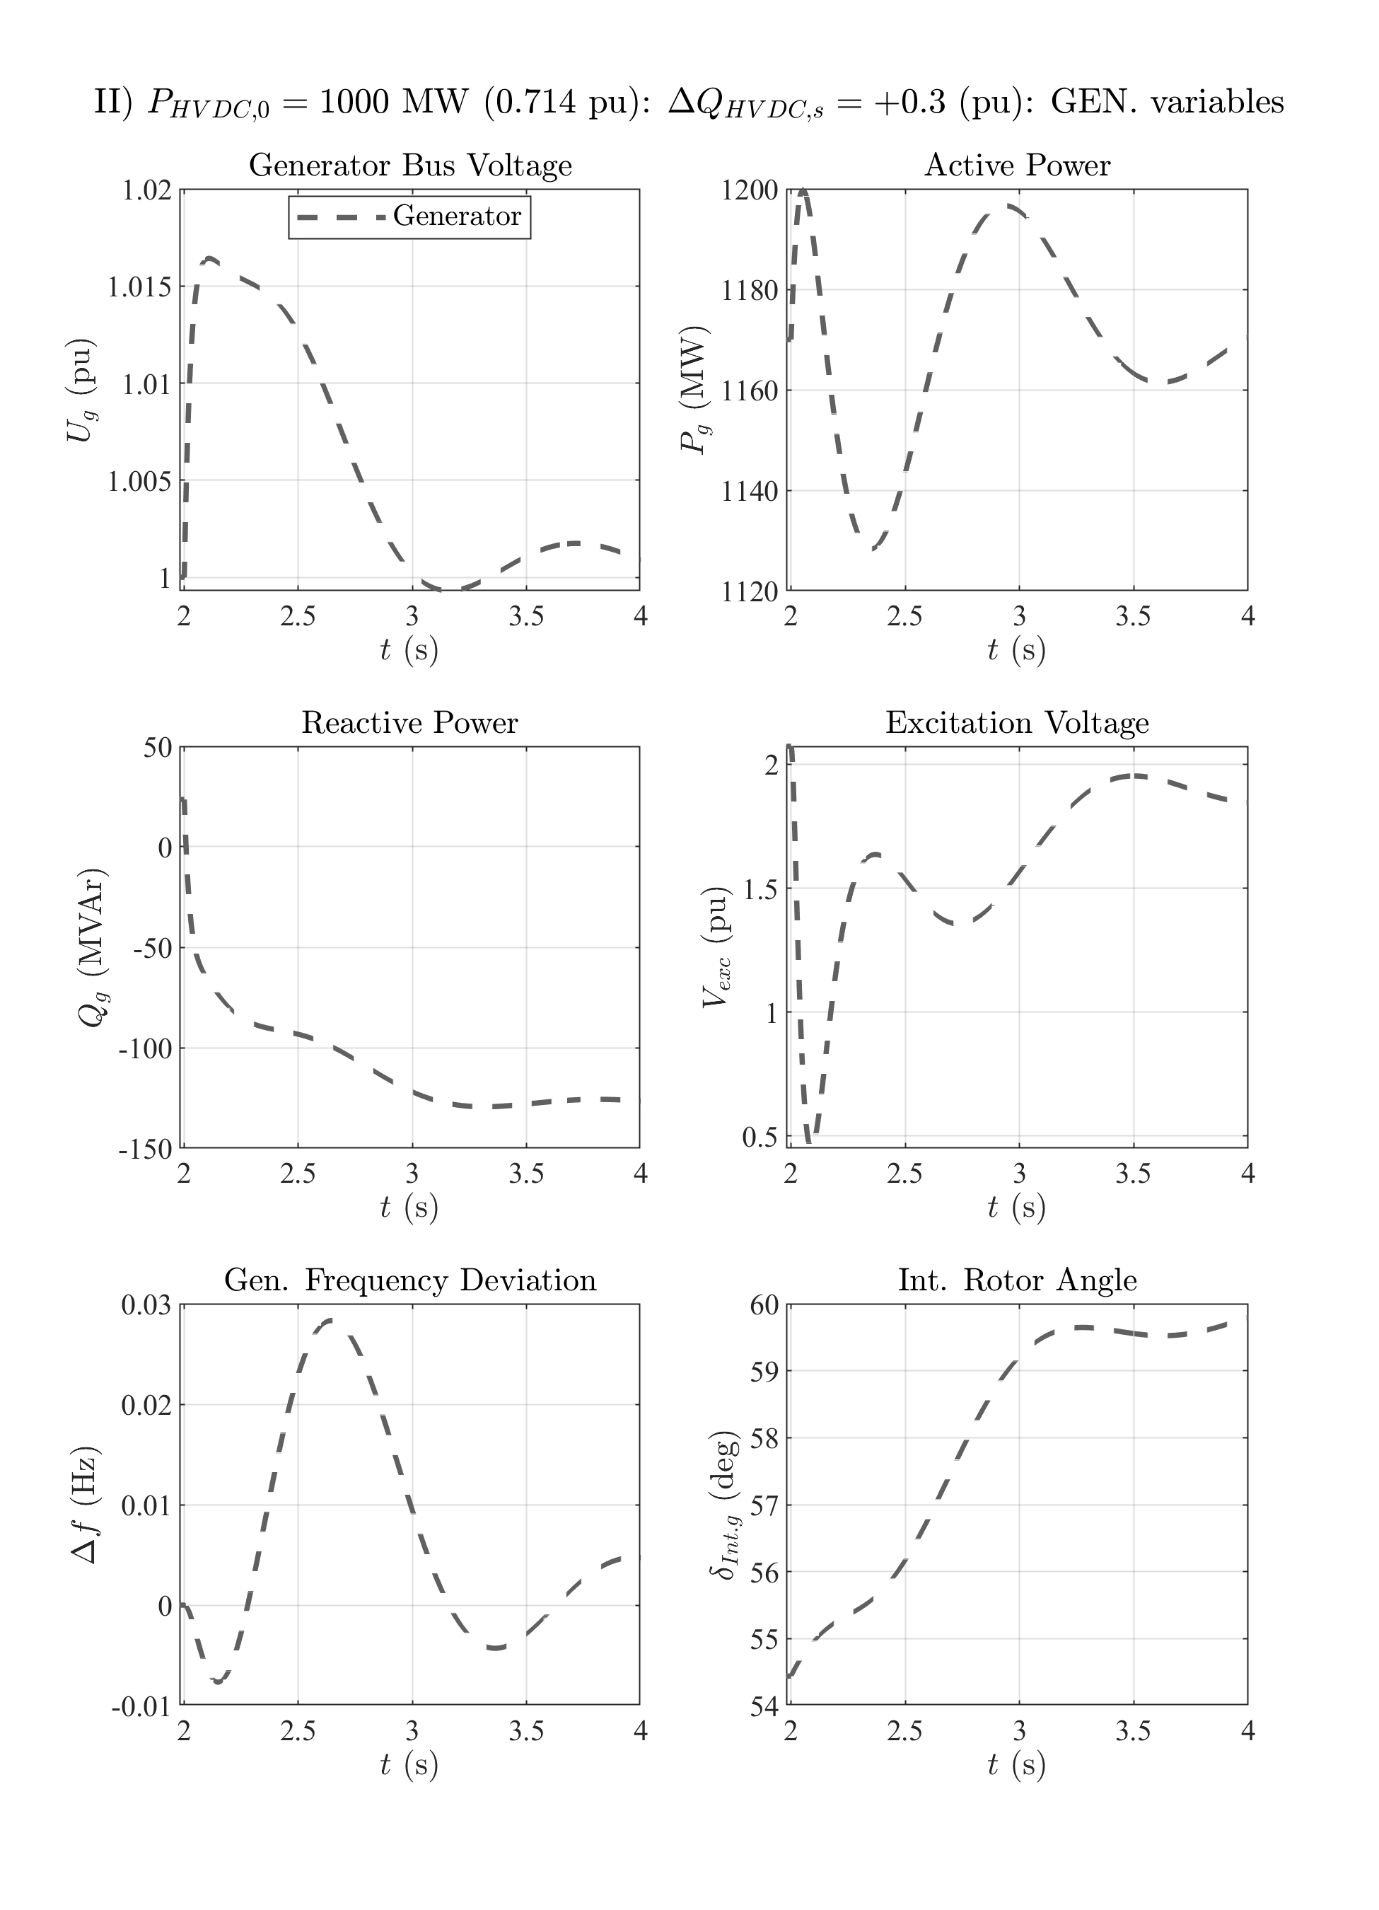 II) P_{HVDC,0} = 1000 MW (0.714 pu): ΔQ_{HVDC,s} = +0.3 (pu): GEN. variables
Generator Bus Voltage
1.02
1.015
1.01
1.005
1
U_g (pu)
Generator
2 2.5 3 3.5 4
t (s)
Active Power
1200
1180
1160
1140
1120
P_g (MW)
2 2.5 3 3.5 4
t (s)
Reactive Power
50
0
-50
-100
-150
Q_g (MVAr)
2 2.5 3 3.5 4
t (s)
Excitation Voltage
2
1.5
1
0.5
V_{exc} (pu)
2 2.5 3 3.5 4
t (s)
Gen. Frequency Deviation
0.03
0.02
0.01
0
-0.01
Δf (Hz)
2 2.5 3 3.5 4
t (s)
Int. Rotor Angle
60
59
58
57
56
55
54
δ_{Int.g} (deg)
2 2.5 3 3.5 4
t (s)